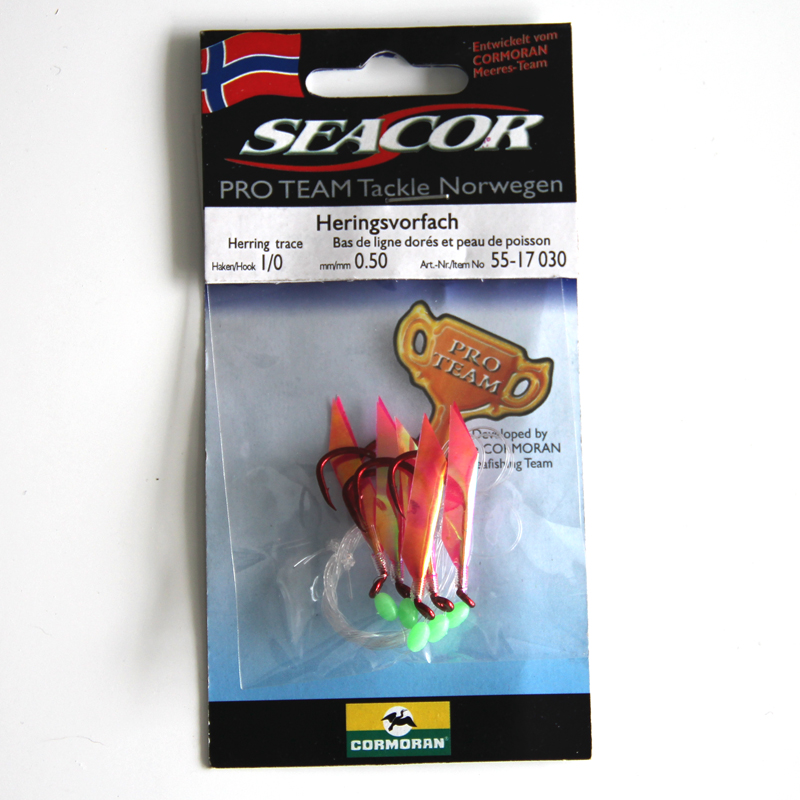 -Entwickelt vom
CORMORAN
Meeres-Team
SEACOR
PRO TEAM Tackle Norwegen
Heringsvorfach
Herring trace Bas de ligne dorés et peau de poisson
Haken/Hook 1/0 mm/mm 0.50 Art.-Nr./Item No 55-17 030
PRO
TEAM
Developed by
CORMORAN
Team
CORMORAN